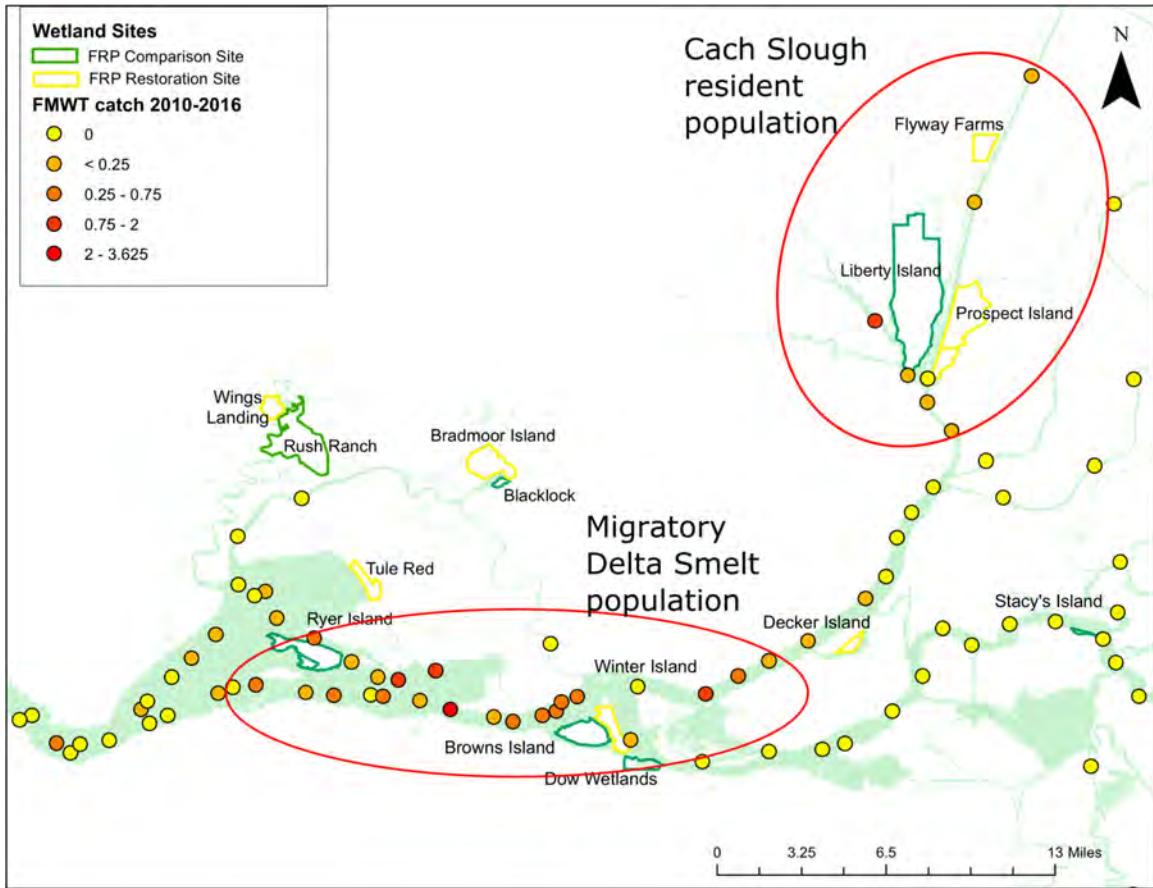 Wetland Sites
FRP Comparison Site
FRP Restoration Site
FMWT catch 2010-2016
0
< 0.25
0.25 - 0.75
0.75 - 2
2 - 3.625
Cach Slough
resident
population
N
Flyway Farms
Liberty Island
Prospect Island
Wings
Landing
Rush Ranch
Bradmoor Island
Blacklock
Migratory
Delta Smelt
population
Tule Red
Ryer Island
Decker Island
Stacy's Island
Winter Island
Browns Island
Dow Wetlands
0 3.25 6.5 13 Miles